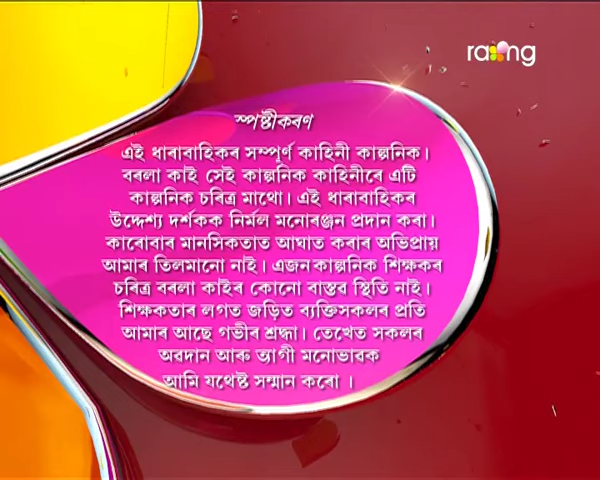 rang
স্পষ্টীকৰণ
এই ধাৰাবাহিকৰ সম্পূৰ্ণ কাহিনী কাল্পনিক।
বৰলা কাই সেই কাল্পনিক কাহিনীৰে এটি
কাল্পনিক চৰিত্ৰ মাথো। এই ধাৰাবাহিকৰ
উদ্দেশ্য দৰ্শকক নিৰ্মল মনোৰঞ্জন প্ৰদান কৰা।
কাৰোবাৰ মানসিকতাত আঘাত কৰাৰ অভিপ্ৰায়
আমাৰ তিলমানো নাই। এজন কাল্পনিক শিক্ষকৰ
চৰিত্ৰ বৰলা কাইৰ কোনো বাস্তৱ স্থিতি নাই।
শিক্ষকতাৰ লগত জড়িত ব্যক্তিসকলৰ প্ৰতি
আমাৰ আছে গভীৰ শ্ৰদ্ধা। তেখেত সকলৰ
অৱদান আৰু ত্যাগী মনোভাবক
আমি যথেষ্ট সন্মান কৰো ।